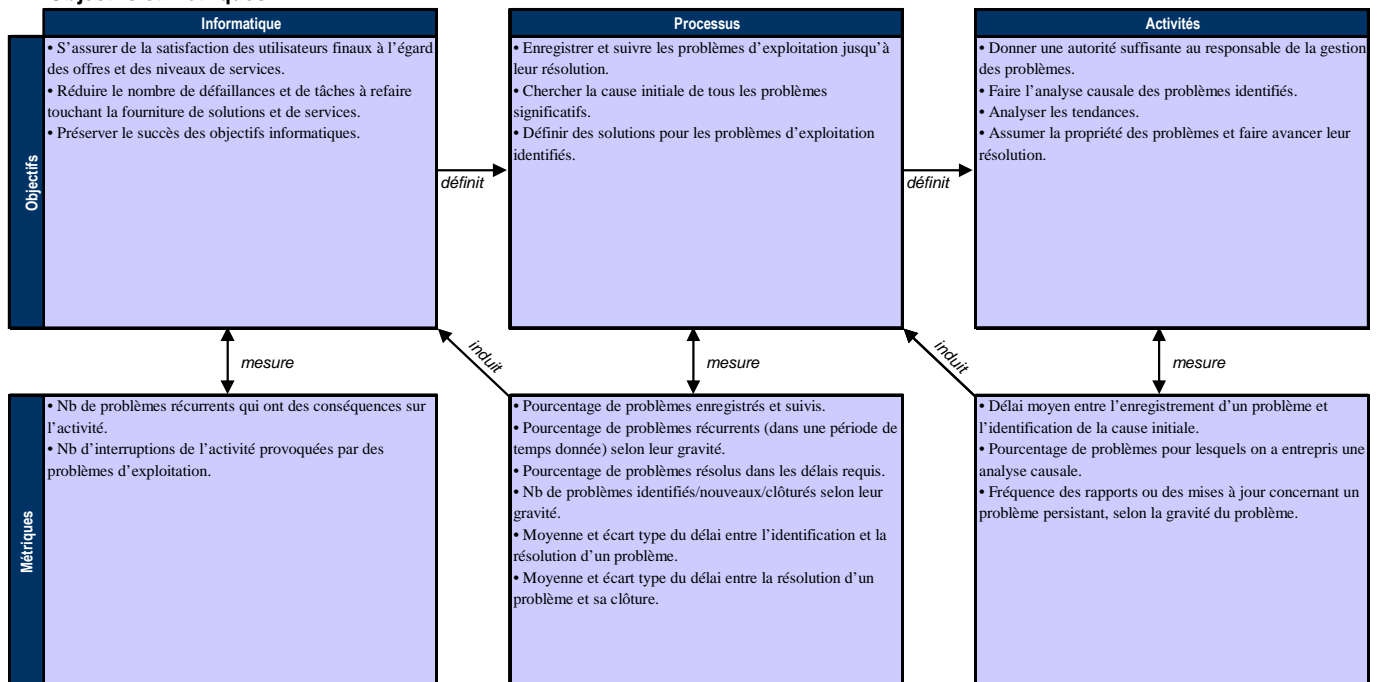 Objectifs et Métriques
Informatique
Processus
Activités
Objectifs
• S’assurer de la satisfaction des utilisateurs finaux à l’égard
des offres et des niveaux de services.
• Réduire le nombre de défaillances et de tâches à refaire
touchant la fourniture de solutions et de services.
• Préserver le succès des objectifs informatiques.
définit
• Enregistrer et suivre les problèmes d’exploitation jusqu’à
leur résolution.
• Chercher la cause initiale de tous les problèmes
significatifs.
• Définir des solutions pour les problèmes d’exploitation
identifiés.
définit
• Donner une autorité suffisante au responsable de la gestion
des problèmes.
• Faire l’analyse causale des problèmes identifiés.
• Analyser les tendances.
• Assumer la propriété des problèmes et faire avancer leur
résolution.
mesure
induit
mesure
induit
mesure
Métriques
• Nb de problèmes récurrents qui ont des conséquences sur
l’activité.
• Nb d’interruptions de l’activité provoquées par des
problèmes d’exploitation.
• Pourcentage de problèmes enregistrés et suivis.
• Pourcentage de problèmes récurrents (dans une période de
temps donnée) selon leur gravité.
• Pourcentage de problèmes résolus dans les délais requis.
• Nb de problèmes identifiés/nouveaux/clôturés selon leur
gravité.
• Moyenne et écart type du délai entre l’identification et la
résolution d’un problème.
• Moyenne et écart type du délai entre la résolution d’un
problème et sa clôture.
• Délai moyen entre l’enregistrement d’un problème et
l’identification de la cause initiale.
• Pourcentage de problèmes pour lesquels on a entrepris une
analyse causale.
• Fréquence des rapports ou des mises à jour concernant un
problème persistant, selon la gravité du problème.